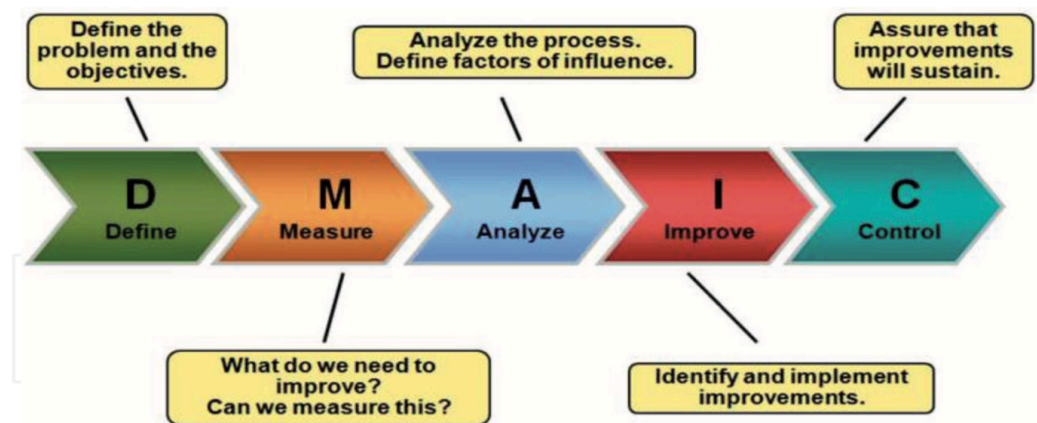 Define the
problem and the
objectives.
Analyze the process.
Define factors of influence.
Assure that
improvements
will sustain.
D
Define
M
Measure
A
Analyze
I
Improve
C
Control
What do we need to
improve?
Can we measure this?
Identify and implement
improvements.